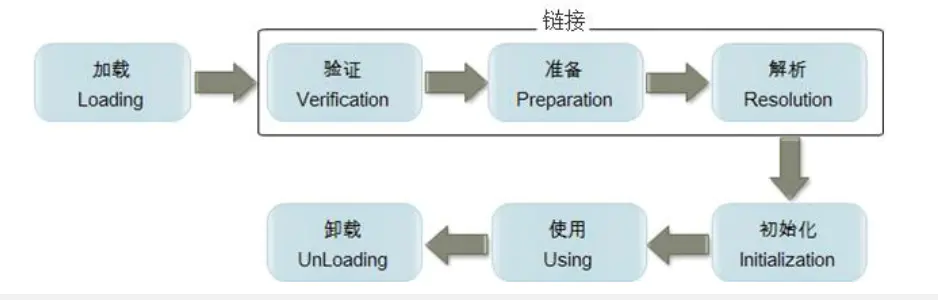 链接
加载
Loading
验证
Verification
准备
Preparation
解析
Resolution
初始化
Initialization
使用
Using
卸载
UnLoading